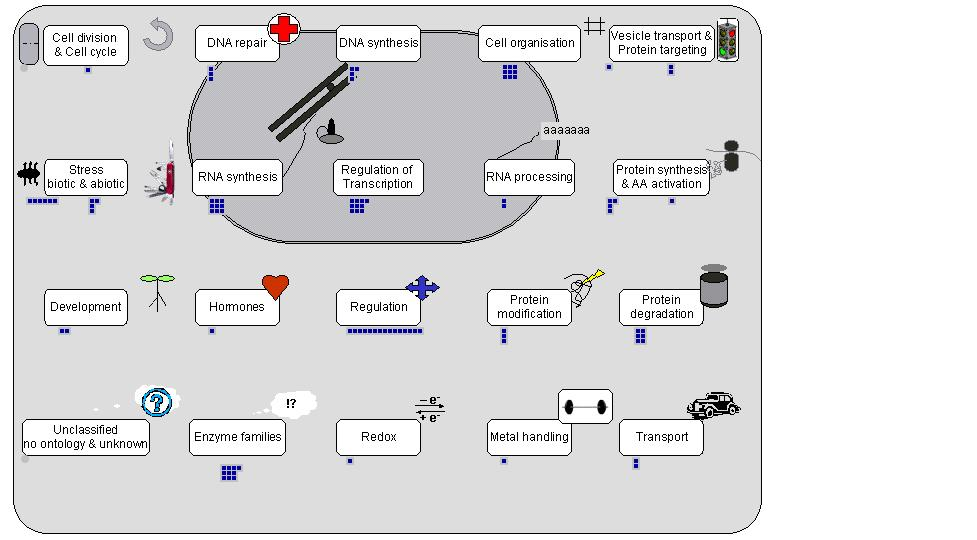 Cell division
& Cell cycle
DNA repair
DNA synthesis
Cell organisation
Vesicle transport &
Protein targeting
aaaaaaa
Stress
biotic & abiotic
RNA synthesis
Regulation of
Transcription
RNA processing
Protein synthesis
& AA activation
Development
Hormones
Regulation
Protein
modification
Protein
degradation
?
!?
– e-
+ e-
Unclassified
no ontology & unknown
Enzyme families
Redox
Metal handling
Transport